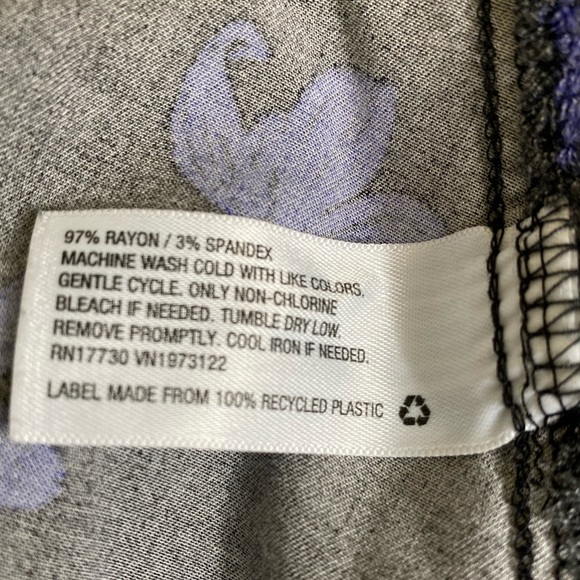 97% RAYON / 3% SPANDEX
MACHINE WASH COLD WITH LIKE COLORS.
GENTLE CYCLE. ONLY NON-CHLORINE
BLEACH IF NEEDED. TUMBLE DRY LOW.
REMOVE PROMPTLY. COOL IRON IF NEEDED.
RN17730 VN1973122
LABEL MADE FROM 100% RECYCLED PLASTIC